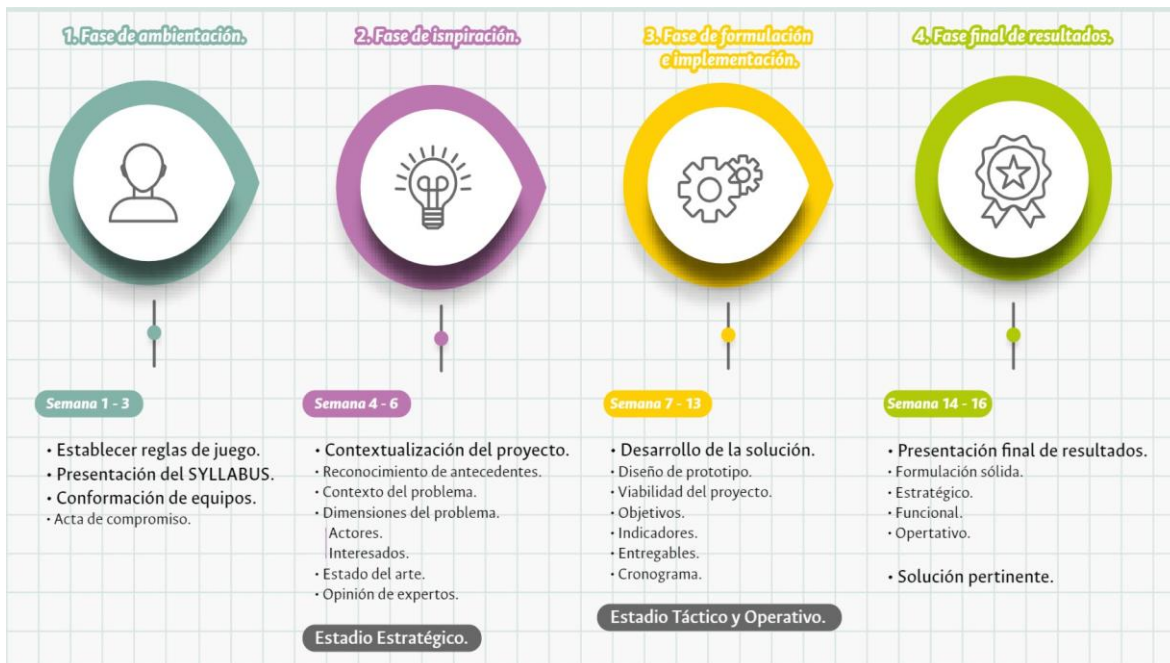 1. Fase de ambientación.
Semana 1 - 3
• Establecer reglas de juego.
• Presentación del SYLLABUS.
• Conformación de equipos.
• Acta de compromiso.
2. Fase de isnpiración.
Semana 4 - 6
• Contextualización del proyecto.
• Reconocimiento de antecedentes.
• Contexto del problema.
• Dimensiones del problema.
Actores.
Interesados.
• Estado del arte.
• Opinión de expertos.
Estadio Estratégico.
3. Fase de formulación
e implementación.
Semana 7 - 13
• Desarrollo de la solución.
• Diseño de prototipo.
• Viabilidad del proyecto.
• Objetivos.
• Indicadores.
• Entregables.
• Cronograma.
Estadio Táctico y Operativo.
4. Fase final de resultados.
Semana 14 - 16
• Presentación final de resultados.
• Formulación sólida.
• Estratégico.
• Funcional.
• Opertativo.
• Solución pertinente.